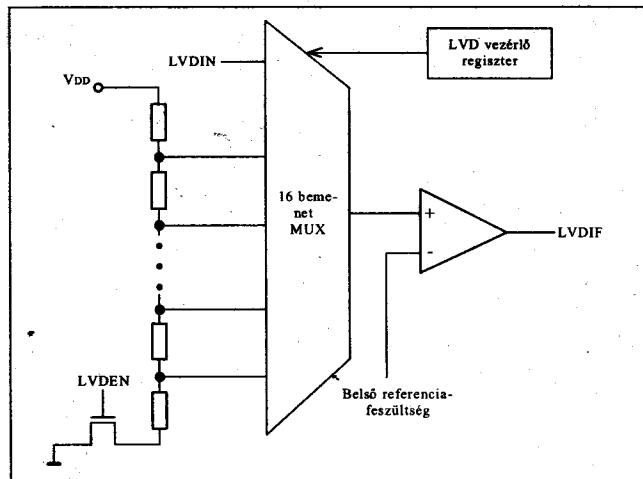 LVDIN
LVD vezérlő
regiszter
VDD
16 beme-
net
MUX
+
-
LVDIF
LVDEN
Belső referencia-
feszültség